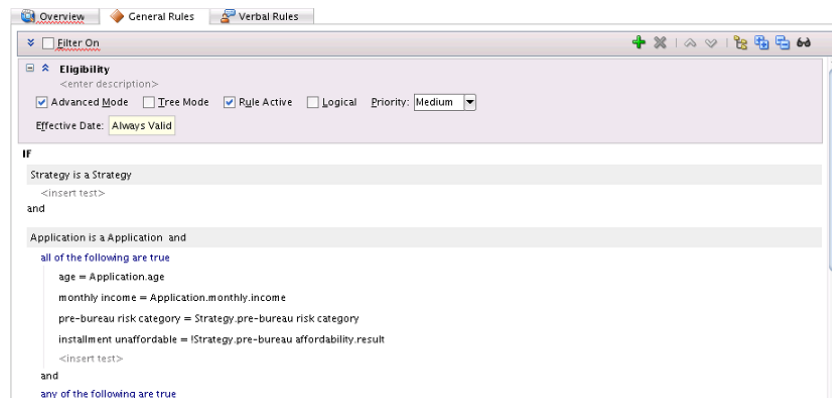 Overview General Rules Verbal Rules
Filter On
Eligibility
<enter description>
Advanced Mode Tree Mode Rule Active Logical Priority: Medium
Effective Date: Always Valid
IF
Strategy is a Strategy
<insert test>
and
Application is a Application and
all of the following are true
age = Application.age
monthly income = Application.monthly.income
pre-bureau risk category = Strategy.pre-bureau risk category
installment unaffordable = !Strategy.pre-bureau affordability.result
<insert test>
and
any of the following are true